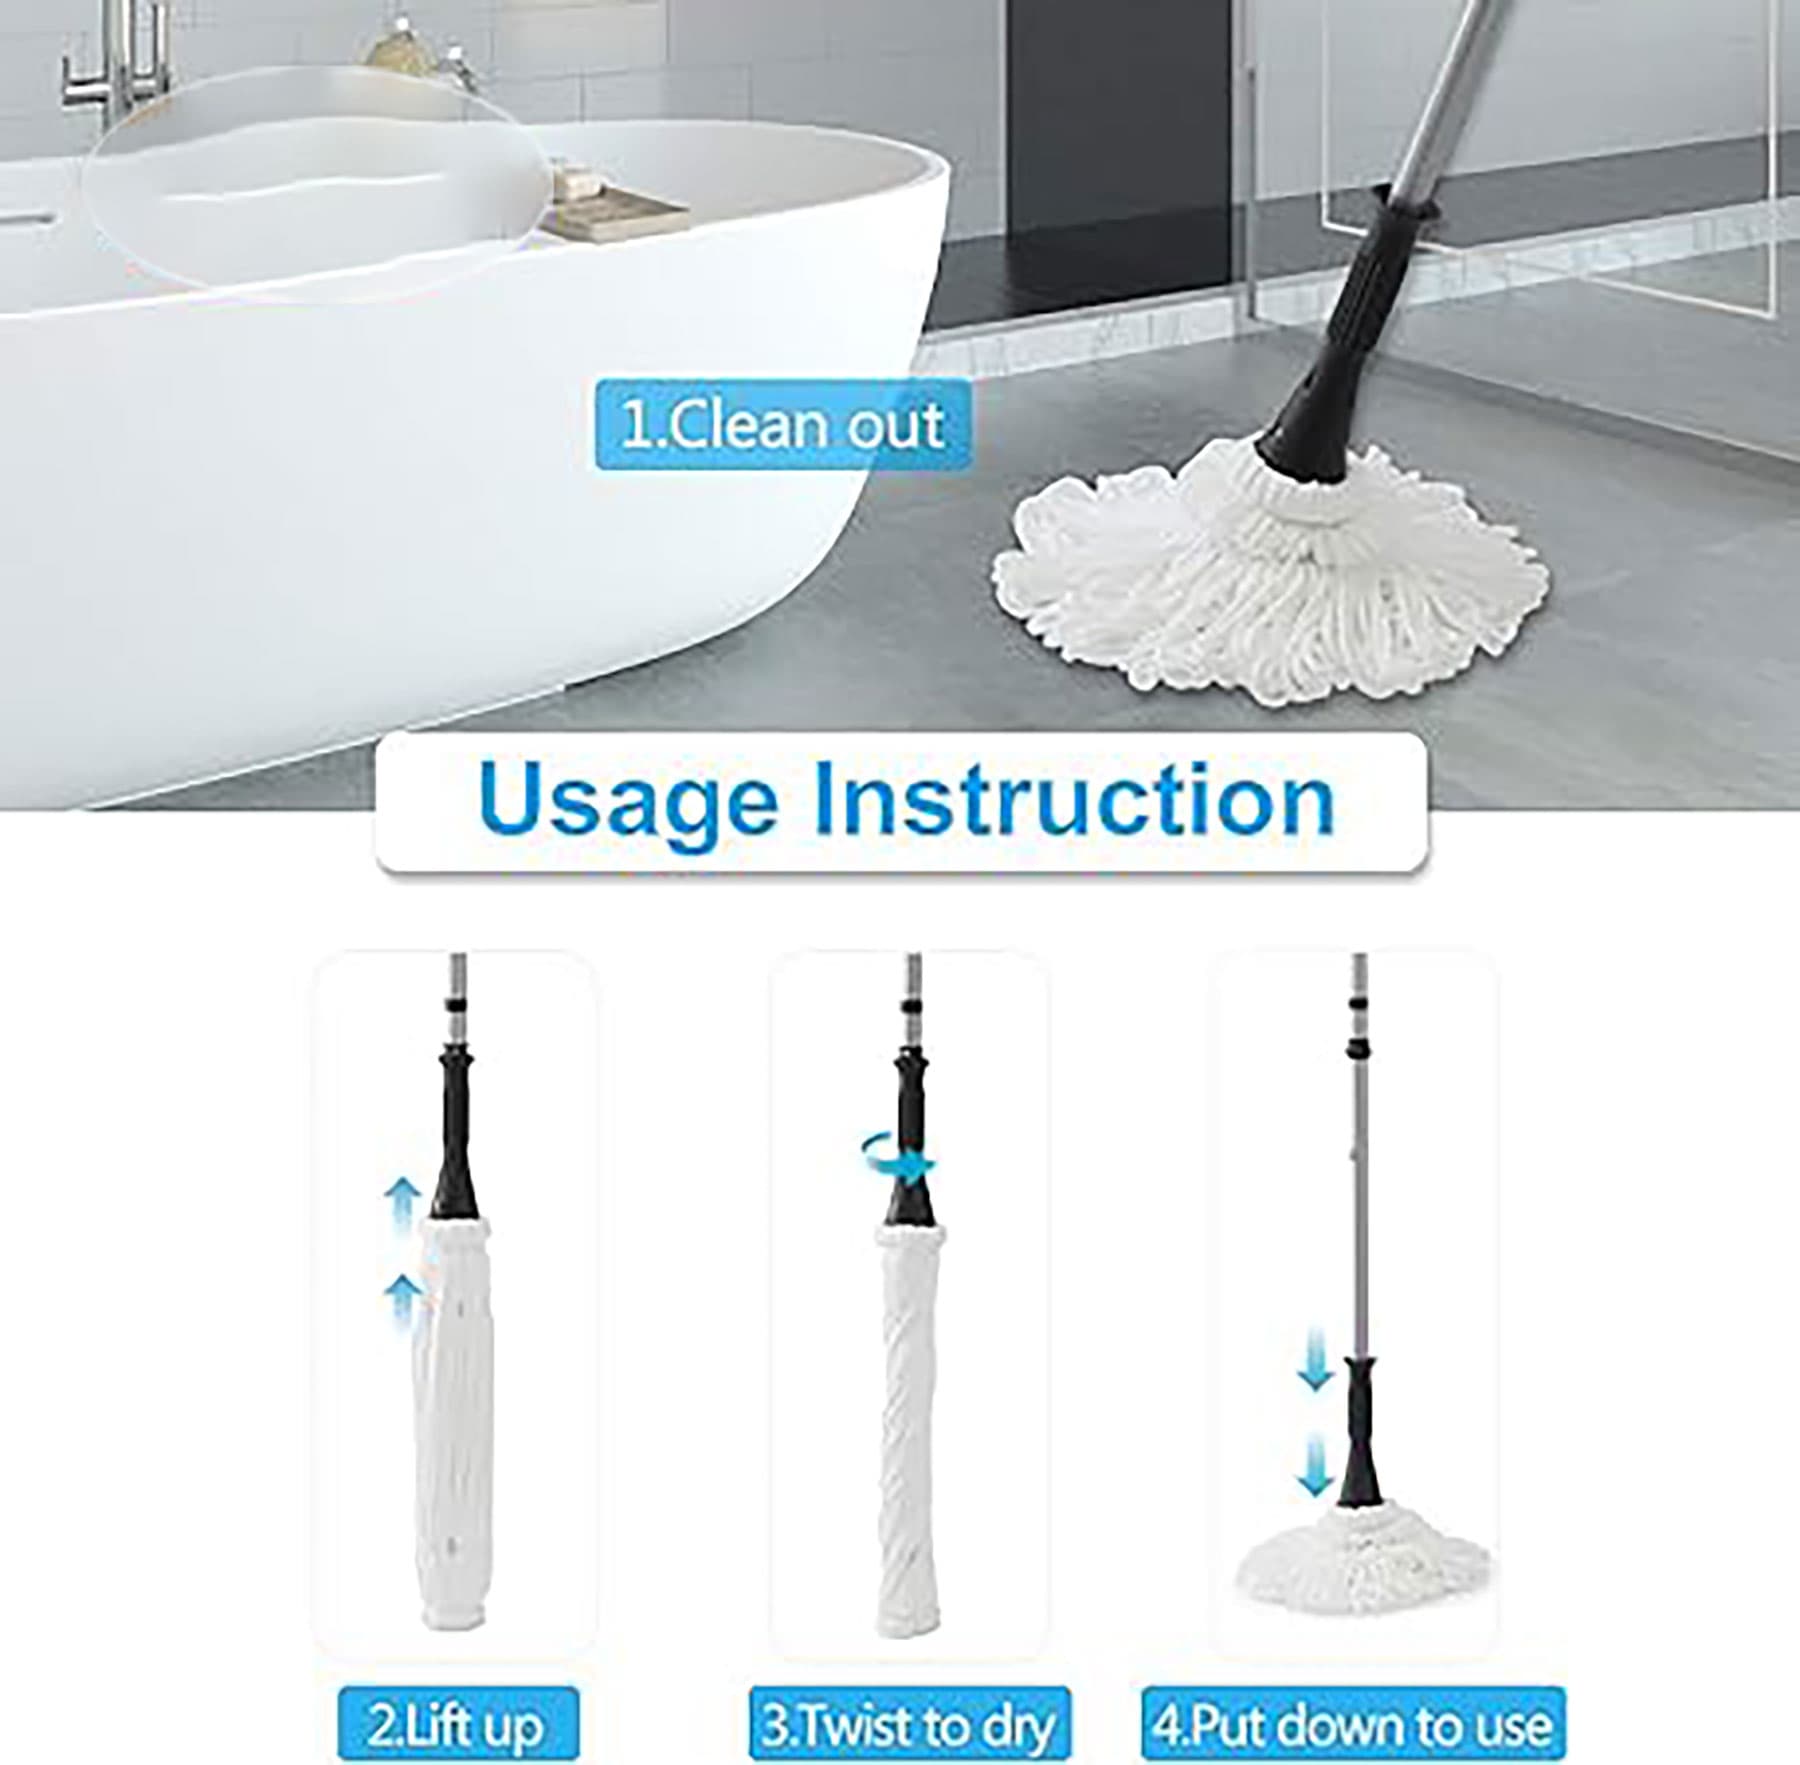 1.Clean out
Usage Instruction
2.Lift up
3.Twist to dry
4.Put down to use